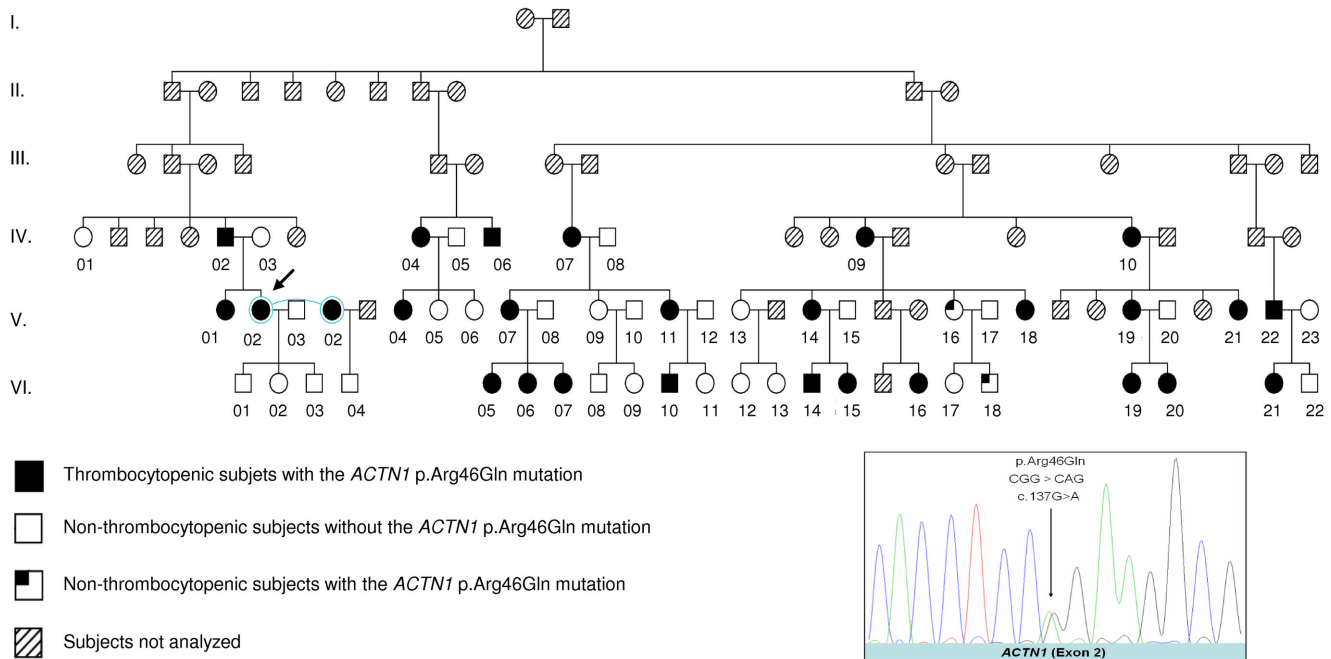 I.
II.
III.
IV.
01 02 03 04 05 06 07 08 09 10
V.
01 02 03 02 04 05 06 07 08 09 10 11 12 13 14 15 16 17 18 19 20 21 22 23
VI.
01 02 03 04 05 06 07 08 09 10 11 12 13 14 15 16 17 18 19 20 21 22
Thrombocytopenic subjets with the ACTN1 p.Arg46Gln mutation
Non-thrombocytopenic subjects without the ACTN1 p.Arg46Gln mutation
Non-thrombocytopenic subjects with the ACTN1 p.Arg46Gln mutation
Subjects not analyzed
p.Arg46Gln
CGG > CAG
c.137G>A
ACTN1 (Exon 2)